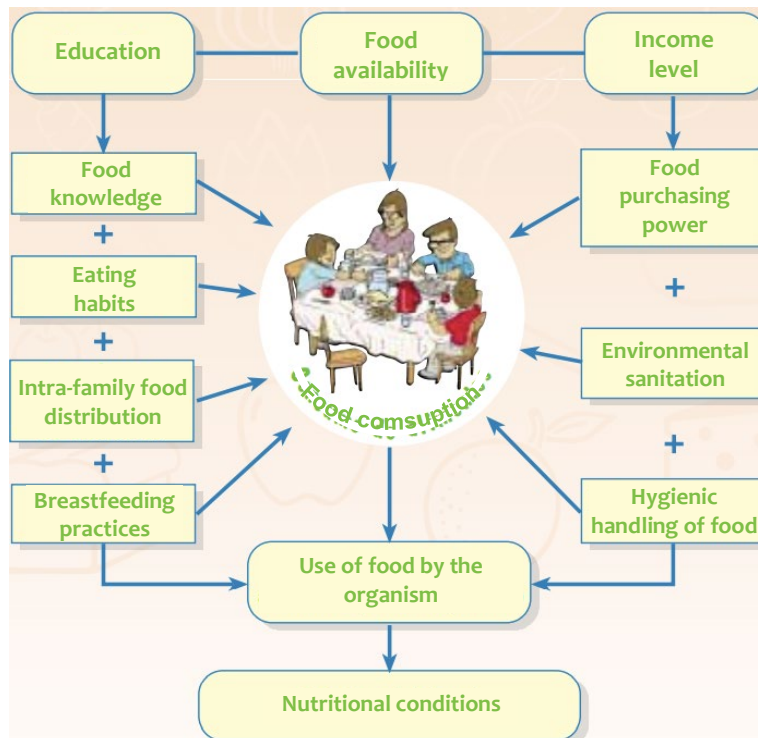 Education
Food
availability
Income
level
Food
knowledge
+
Eating
habits
+
Intra-family food
distribution
+
Breastfeeding
practices
Food
purchasing
power
+
Environmental
sanitation
+
Hygienic
handling of food
Food comsuption
Use of food by the
organism
Nutritional conditions